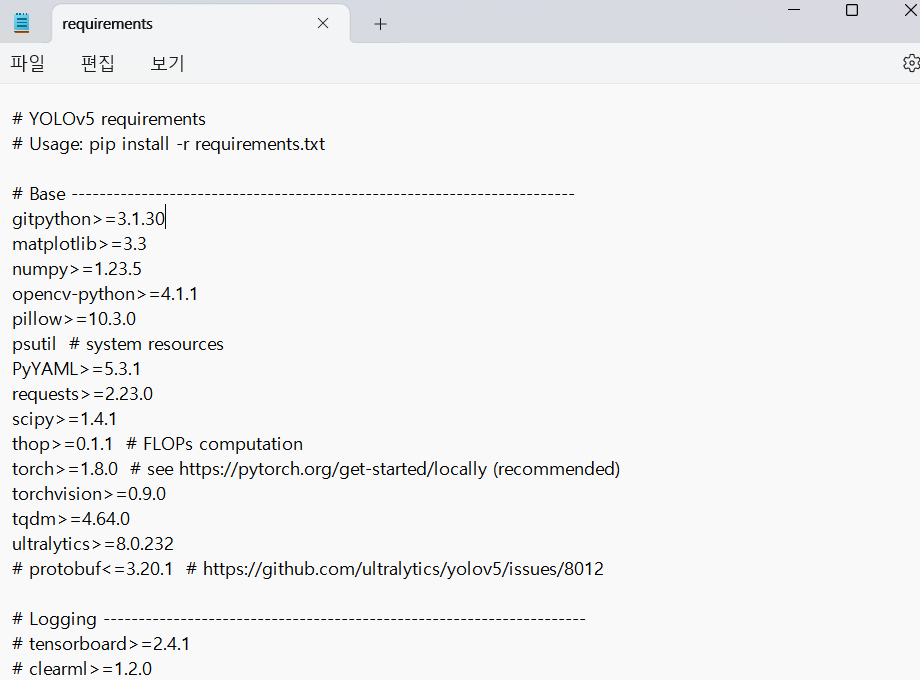 requirements
파일 편집 보기
# YOLOv5 requirements
# Usage: pip install -r requirements.txt
# Base ------------------------------------------------------------------------
gitpython>=3.1.30
matplotlib>=3.3
numpy>=1.23.5
opencv-python>=4.1.1
pillow>=10.3.0
psutil  # system resources
PyYAML>=5.3.1
requests>=2.23.0
scipy>=1.4.1
thop>=0.1.1  # FLOPs computation
torch>=1.8.0  # see https://pytorch.org/get-started/locally (recommended)
torchvision>=0.9.0
tqdm>=4.64.0
ultralytics>=8.0.232
# protobuf<=3.20.1  # https://github.com/ultralytics/yolov5/issues/8012
# Logging ---------------------------------------------------------------------
# tensorboard>=2.4.1
# clearml>=1.2.0